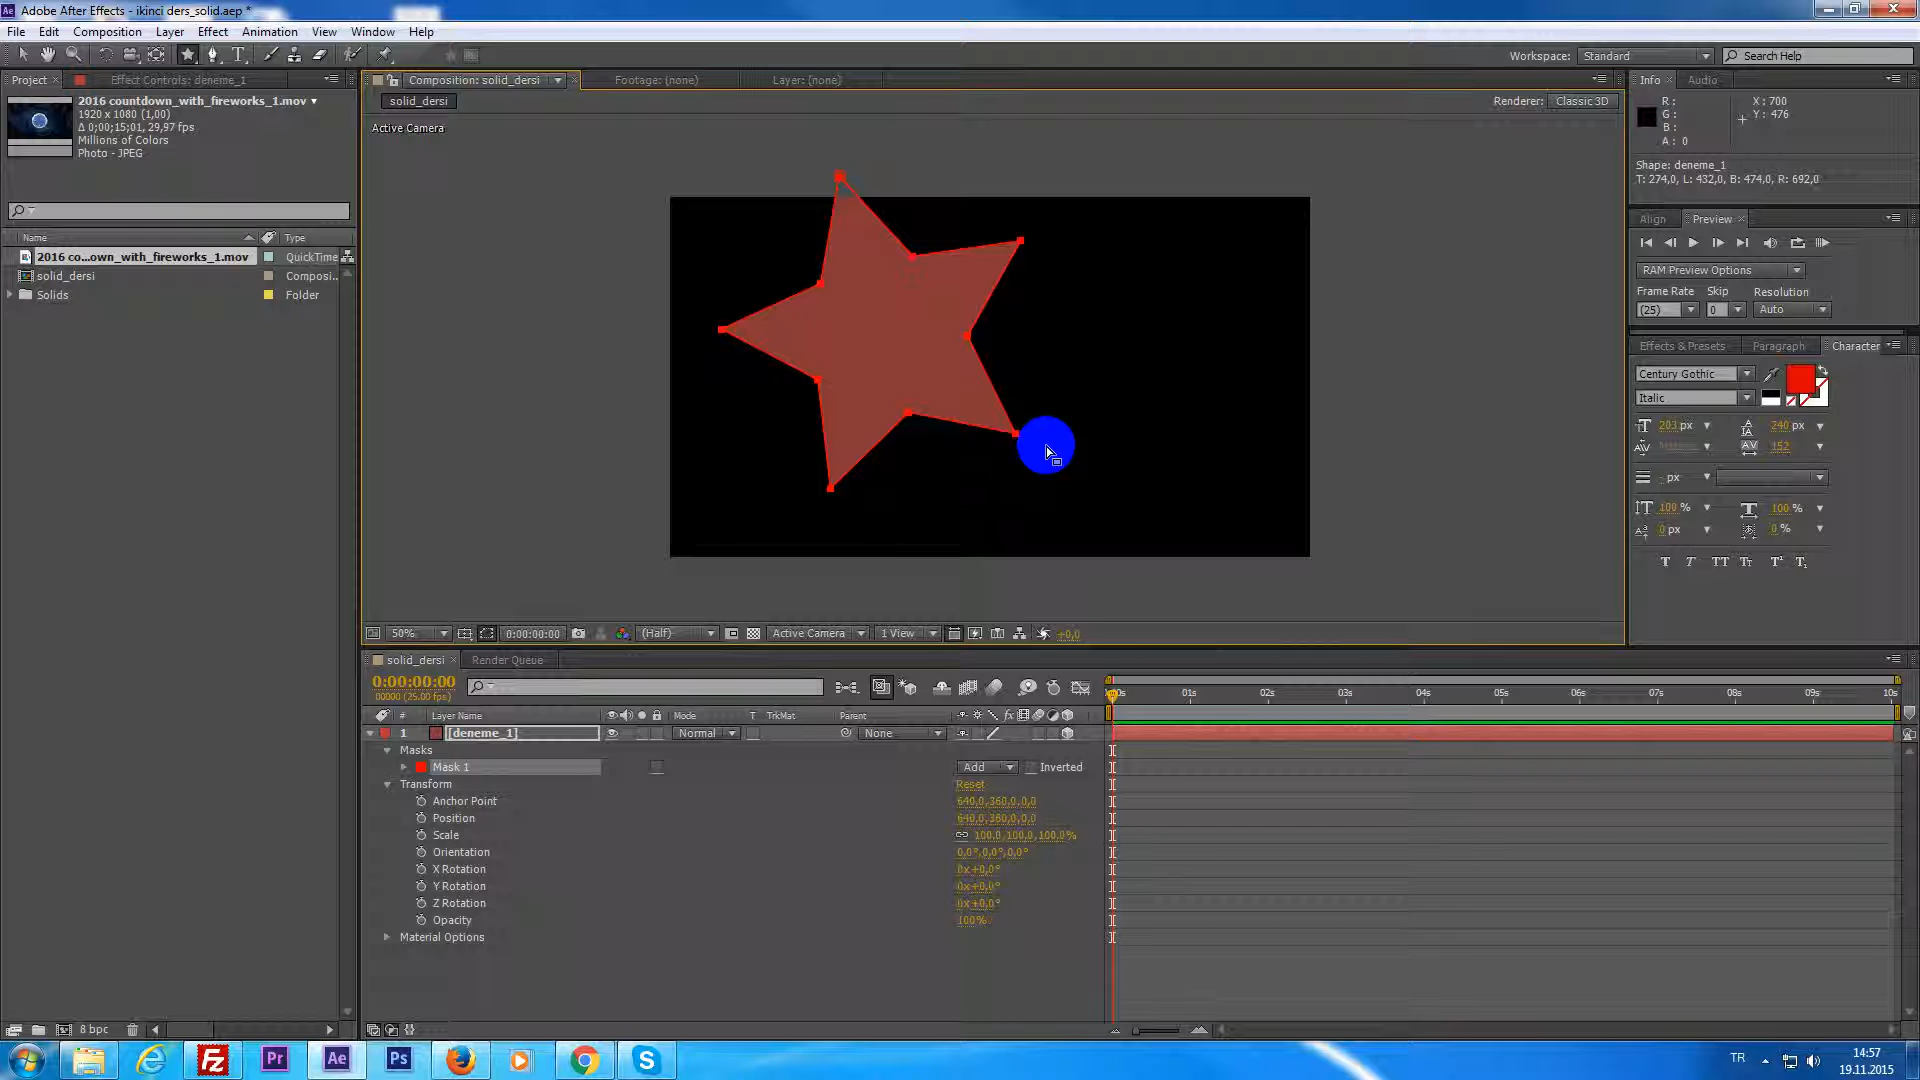 Adobe After Effects - ikinci ders_solid.aep *
File Edit Composition Layer Effect Animation View Window Help
Workspace: Standard Search Help
Project Effect Controls: deneme_1
Composition: solid_dersi Footage: (none) Layer: (none)
Info Audio
2016 countdown_with_fireworks_1.mov
1920 x 1080 (1,00)
Δ 0;00;15;01, 29,97 fps
Millions of Colors
Photo - JPEG
solid_dersi
Renderer: Classic 3D
Active Camera
R: X: 700
G: Y: 476
B:
A: 0
Shape: deneme_1
T: 274,0, L: 432,0, B: 474,0, R: 692,0
Align Preview
Name Type
2016 co...own_with_fireworks_1.mov QuickTime
solid_dersi Composi...
Solids Folder
RAM Preview Options
Frame Rate Skip Resolution
(25) 0 Auto
Effects & Presets Paragraph Character
Century Gothic
Italic
203 px 240 px
152
- px
100 % 100 %
0 px 0 %
T T TT Tt T¹ T₁
50% 0:00:00:00 (Half) Active Camera 1 View +0,0
solid_dersi Render Queue
0:00:00:00
00000 (25.00 fps)
01s 02s 03s 04s 05s 06s 07s 08s 09s 10s
# Layer Name Mode T TrkMat Parent
1 [deneme_1] Normal None
Masks
Mask 1 Add Inverted
Transform Reset
Anchor Point 640,0,360,0,0,0
Position 640,0,360,0,0,0
Scale 100,0,100,0,100,0%
Orientation 0,0°,0,0°,0,0°
X Rotation 0x+0,0°
Y Rotation 0x+0,0°
Z Rotation 0x+0,0°
Opacity 100%
Material Options
8 bpc
Fz Pr Ae Ps S
TR 14:57
19.11.2015